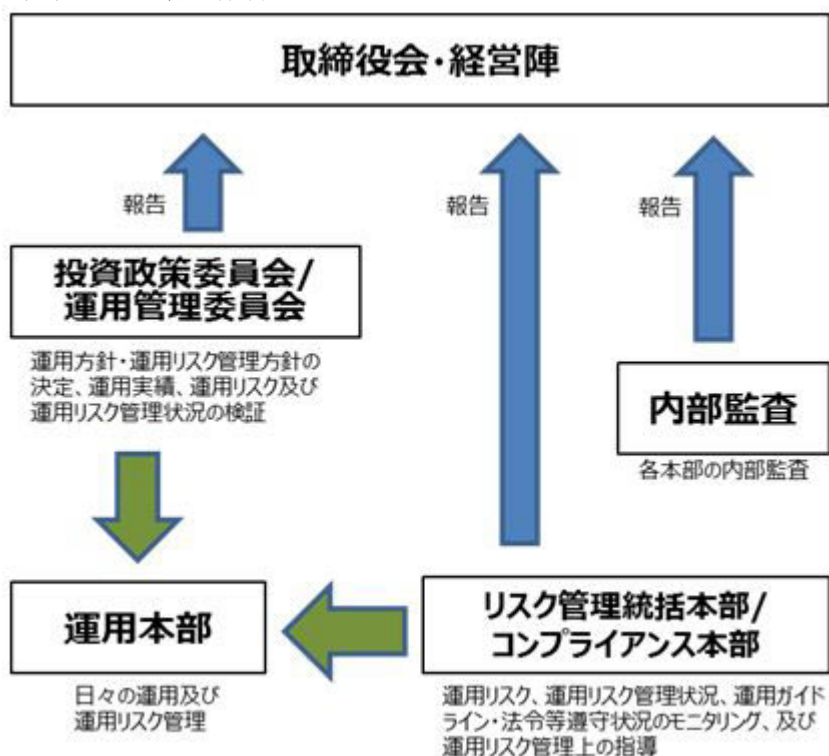 取締役会・経営陣
報告
報告
報告
投資政策委員会/
運用管理委員会
運用方針・運用リスク管理方針の
決定、運用実績、運用リスク及び
運用リスク管理状況の検証
内部監査
各本部の内部監査
運用本部
日々の運用及び
運用リスク管理
リスク管理統括本部/
コンプライアンス本部
運用リスク、運用リスク管理状況、運用ガイド
ライン・法令等遵守状況のモニタリング、及び
運用リスク管理上の指導